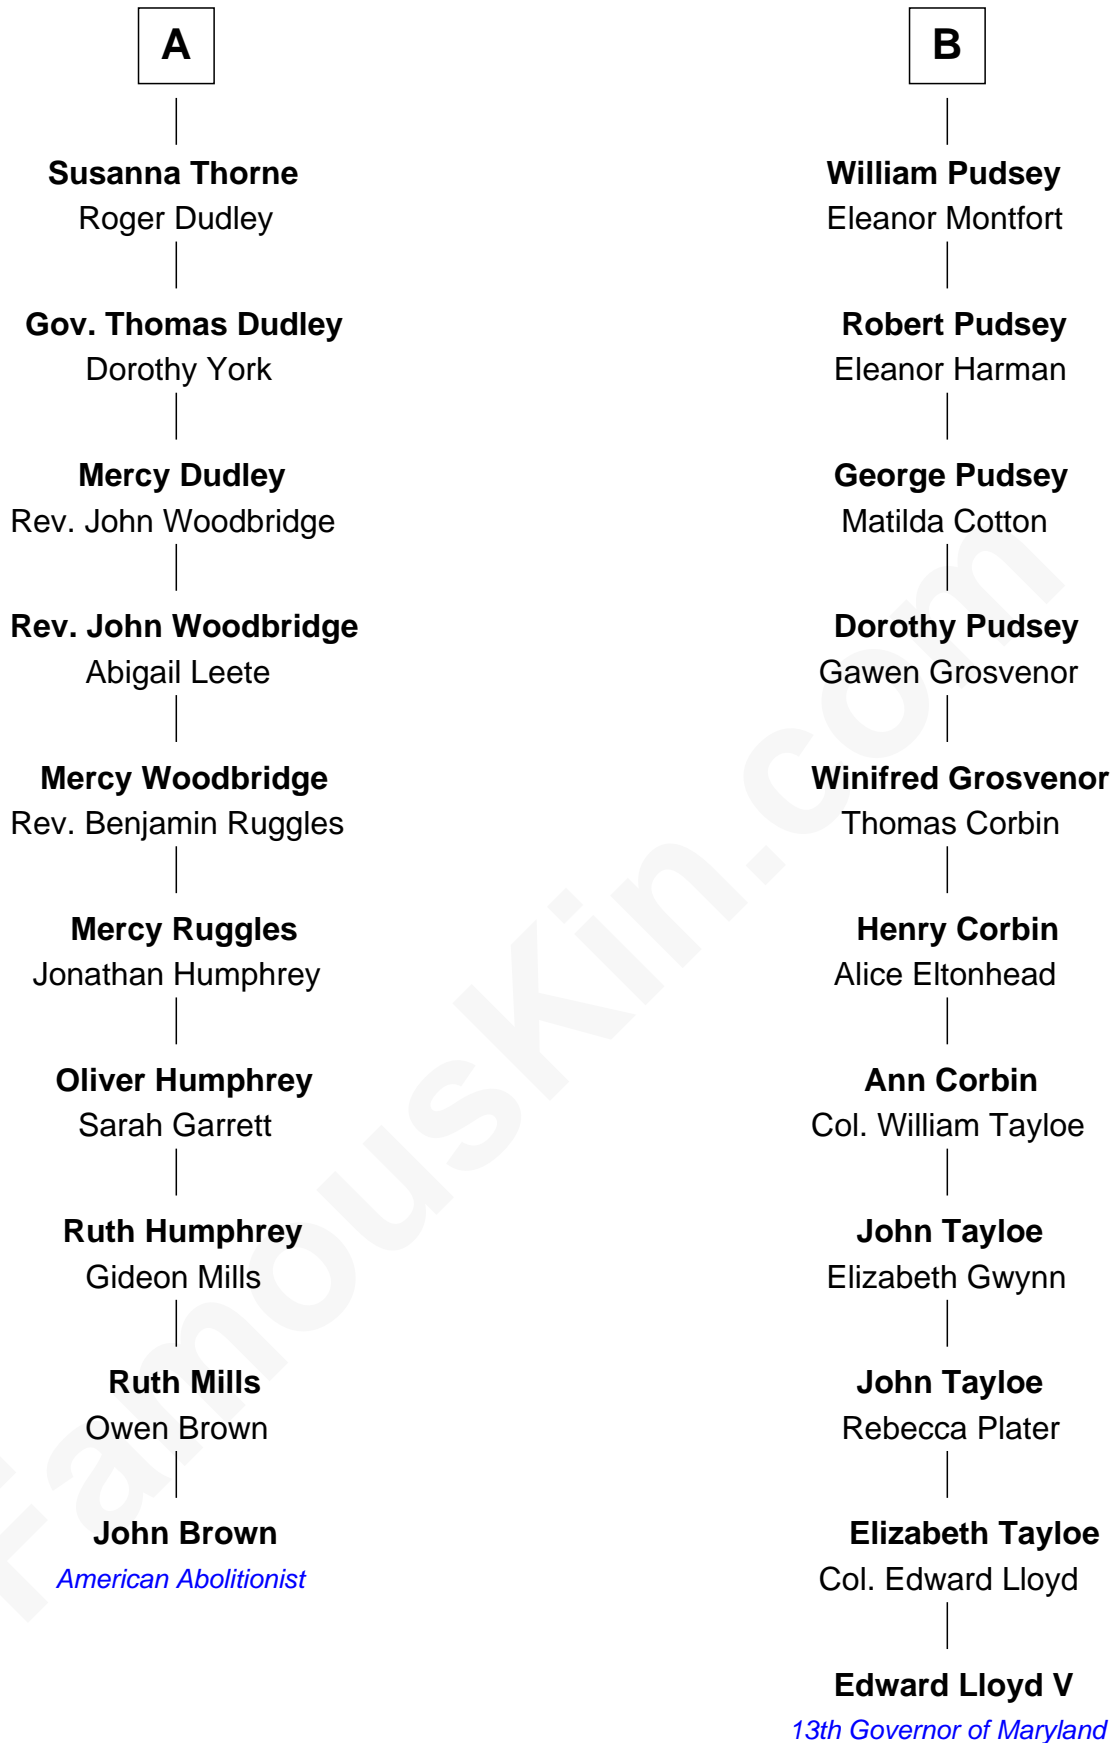 A
Susanna Thorne
Roger Dudley
Gov. Thomas Dudley
Dorothy York
Mercy Dudley
Rev. John Woodbridge
Rev. John Woodbridge
Abigail Leete
Mercy Woodbridge
Rev. Benjamin Ruggles
Mercy Ruggles
Jonathan Humphrey
Oliver Humphrey
Sarah Garrett
Ruth Humphrey
Gideon Mills
Ruth Mills
Owen Brown
John Brown
American Abolitionist
B
William Pudsey
Eleanor Montfort
Robert Pudsey
Eleanor Harman
George Pudsey
Matilda Cotton
Dorothy Pudsey
Gawen Grosvenor
Winifred Grosvenor
Thomas Corbin
Henry Corbin
Alice Eltonhead
Ann Corbin
Col. William Tayloe
John Tayloe
Elizabeth Gwynn
John Tayloe
Rebecca Plater
Elizabeth Tayloe
Col. Edward Lloyd
Edward Lloyd V
13th Governor of Maryland
FamousKin.com